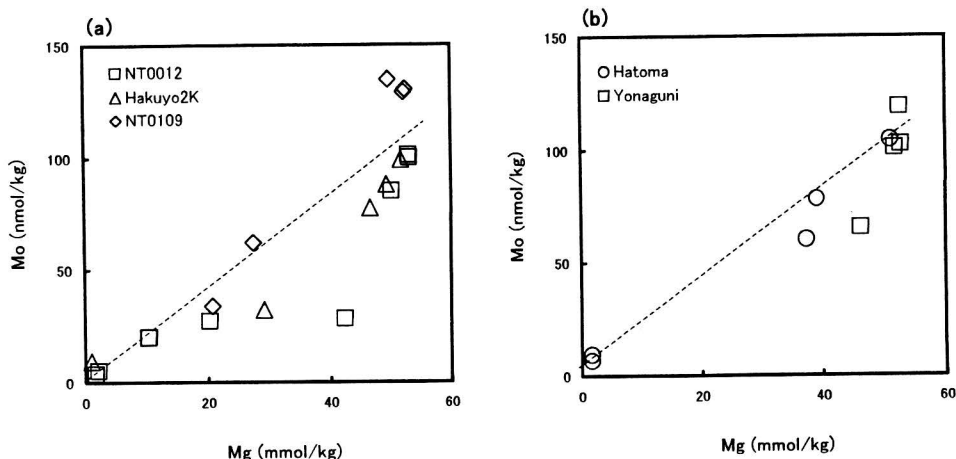 (a)
150
100
50
0
0
20
40
60
Mo (nmol/kg)
Mg (mmol/kg)
NT0012
Hakuyo2K
NT0109
(b)
150
100
50
0
0
20
40
60
Mo (nmol/kg)
Mg (mmol/kg)
Hatoma
Yonaguni